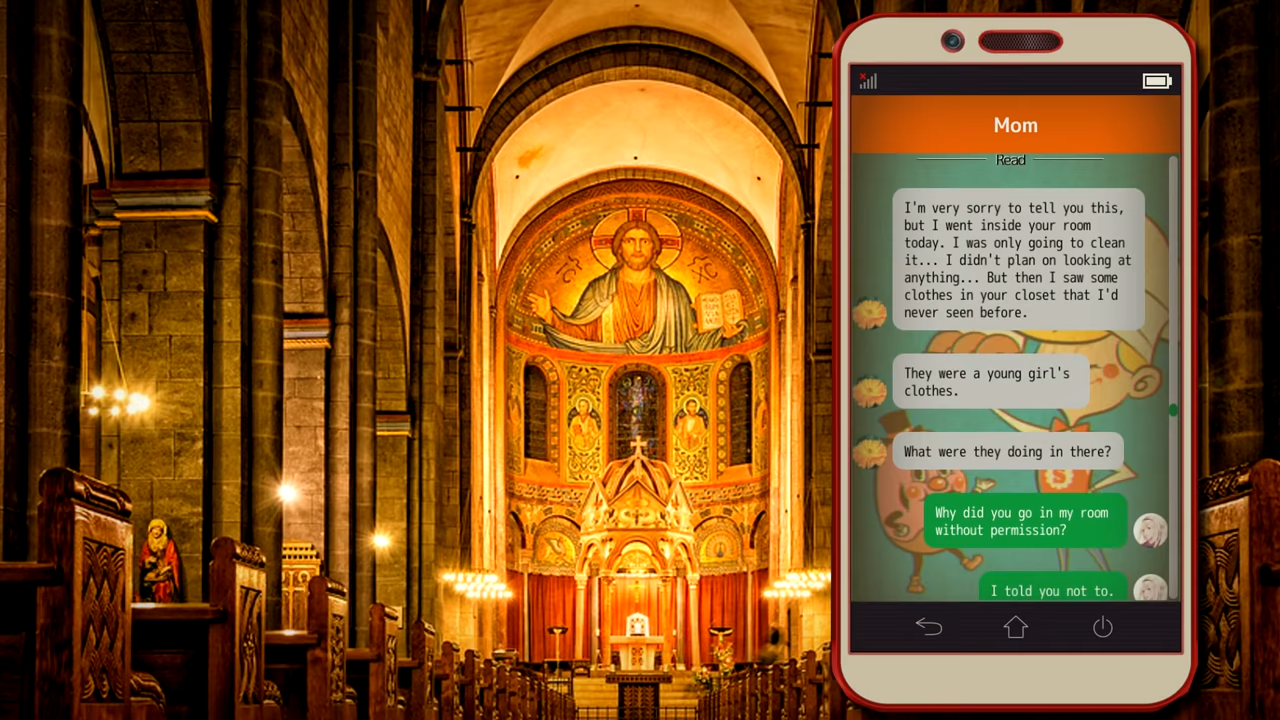 Mom
Read
I'm very sorry to tell you this,
but I went inside your room
today. I was only going to clean
it... I didn't plan on looking at
anything... But then I saw some
clothes in your closet that I'd
never seen before.
They were a young girl's
clothes.
What were they doing in there?
Why did you go in my room
without permission?
I told you not to.
S